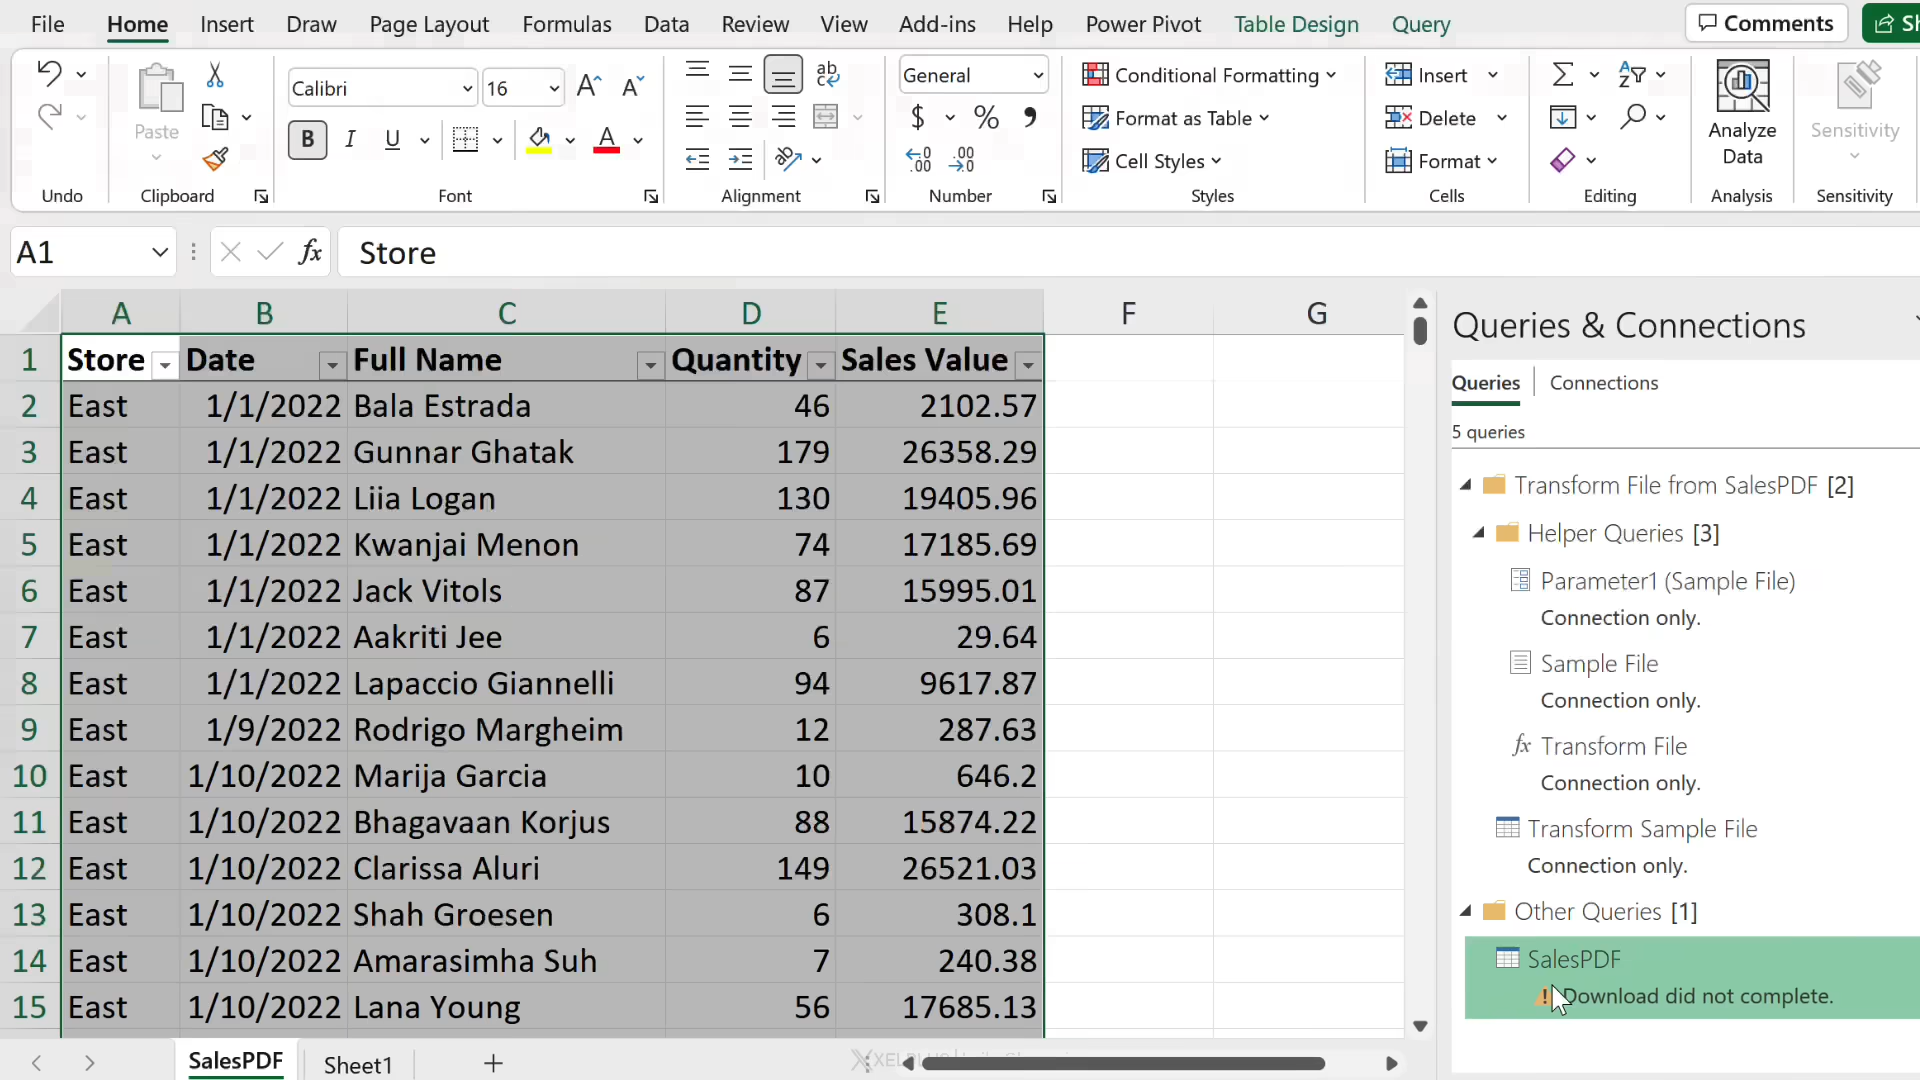 File Home Insert Draw Page Layout Formulas Data Review View Add-ins Help Power Pivot Table Design Query Comments
Calibri 16 General Conditional Formatting Insert
Paste B I U A $ % Format as Table Delete Analyze Data Sensitivity
Cell Styles Format
Undo Clipboard Font Alignment Number Styles Cells Editing Analysis Sensitivity
A1 fx Store
A B C D E F G
1 Store Date Full Name Quantity Sales Value
2 East 1/1/2022 Bala Estrada 46 2102.57
3 East 1/1/2022 Gunnar Ghatak 179 26358.29
4 East 1/1/2022 Liia Logan 130 19405.96
5 East 1/1/2022 Kwanjai Menon 74 17185.69
6 East 1/1/2022 Jack Vitols 87 15995.01
7 East 1/1/2022 Aakriti Jee 6 29.64
8 East 1/1/2022 Lapaccio Giannelli 94 9617.87
9 East 1/9/2022 Rodrigo Margheim 12 287.63
10 East 1/10/2022 Marija Garcia 10 646.2
11 East 1/10/2022 Bhagavaan Korjus 88 15874.22
12 East 1/10/2022 Clarissa Aluri 149 26521.03
13 East 1/10/2022 Shah Groesen 6 308.1
14 East 1/10/2022 Amarasimha Suh 7 240.38
15 East 1/10/2022 Lana Young 56 17685.13
SalesPDF Sheet1
Queries & Connections
Queries Connections
5 queries
Transform File from SalesPDF [2]
Helper Queries [3]
Parameter1 (Sample File)
Connection only.
Sample File
Connection only.
fx Transform File
Connection only.
Transform Sample File
Connection only.
Other Queries [1]
SalesPDF
Download did not complete.